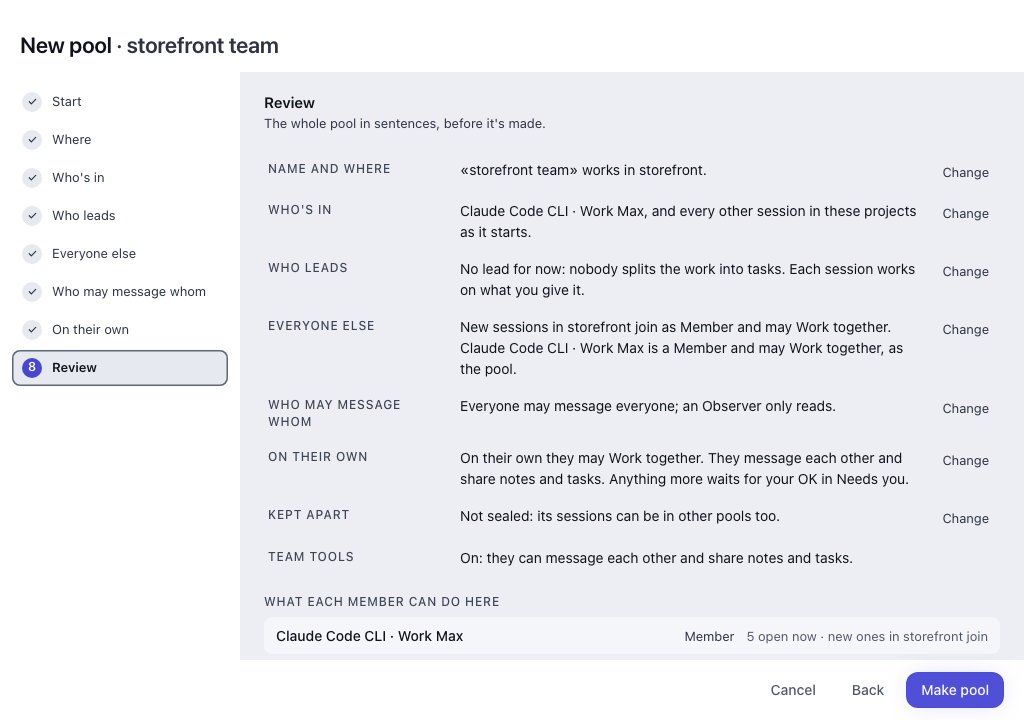 New pool · storefront team
Start
Where
Who's in
Who leads
Everyone else
Who may message whom
On their own
8 Review
Review
The whole pool in sentences, before it's made.
NAME AND WHERE
«storefront team» works in storefront.
Change
WHO'S IN
Claude Code CLI · Work Max, and every other session in these projects
as it starts.
Change
WHO LEADS
No lead for now: nobody splits the work into tasks. Each session works
on what you give it.
Change
EVERYONE ELSE
New sessions in storefront join as Member and may Work together.
Claude Code CLI · Work Max is a Member and may Work together, as
the pool.
Change
WHO MAY MESSAGE
WHOM
Everyone may message everyone; an Observer only reads.
Change
ON THEIR OWN
On their own they may Work together. They message each other and
share notes and tasks. Anything more waits for your OK in Needs you.
Change
KEPT APART
Not sealed: its sessions can be in other pools too.
Change
TEAM TOOLS
On: they can message each other and share notes and tasks.
WHAT EACH MEMBER CAN DO HERE
Claude Code CLI · Work Max
Member
5 open now · new ones in storefront join
Cancel
Back
Make pool